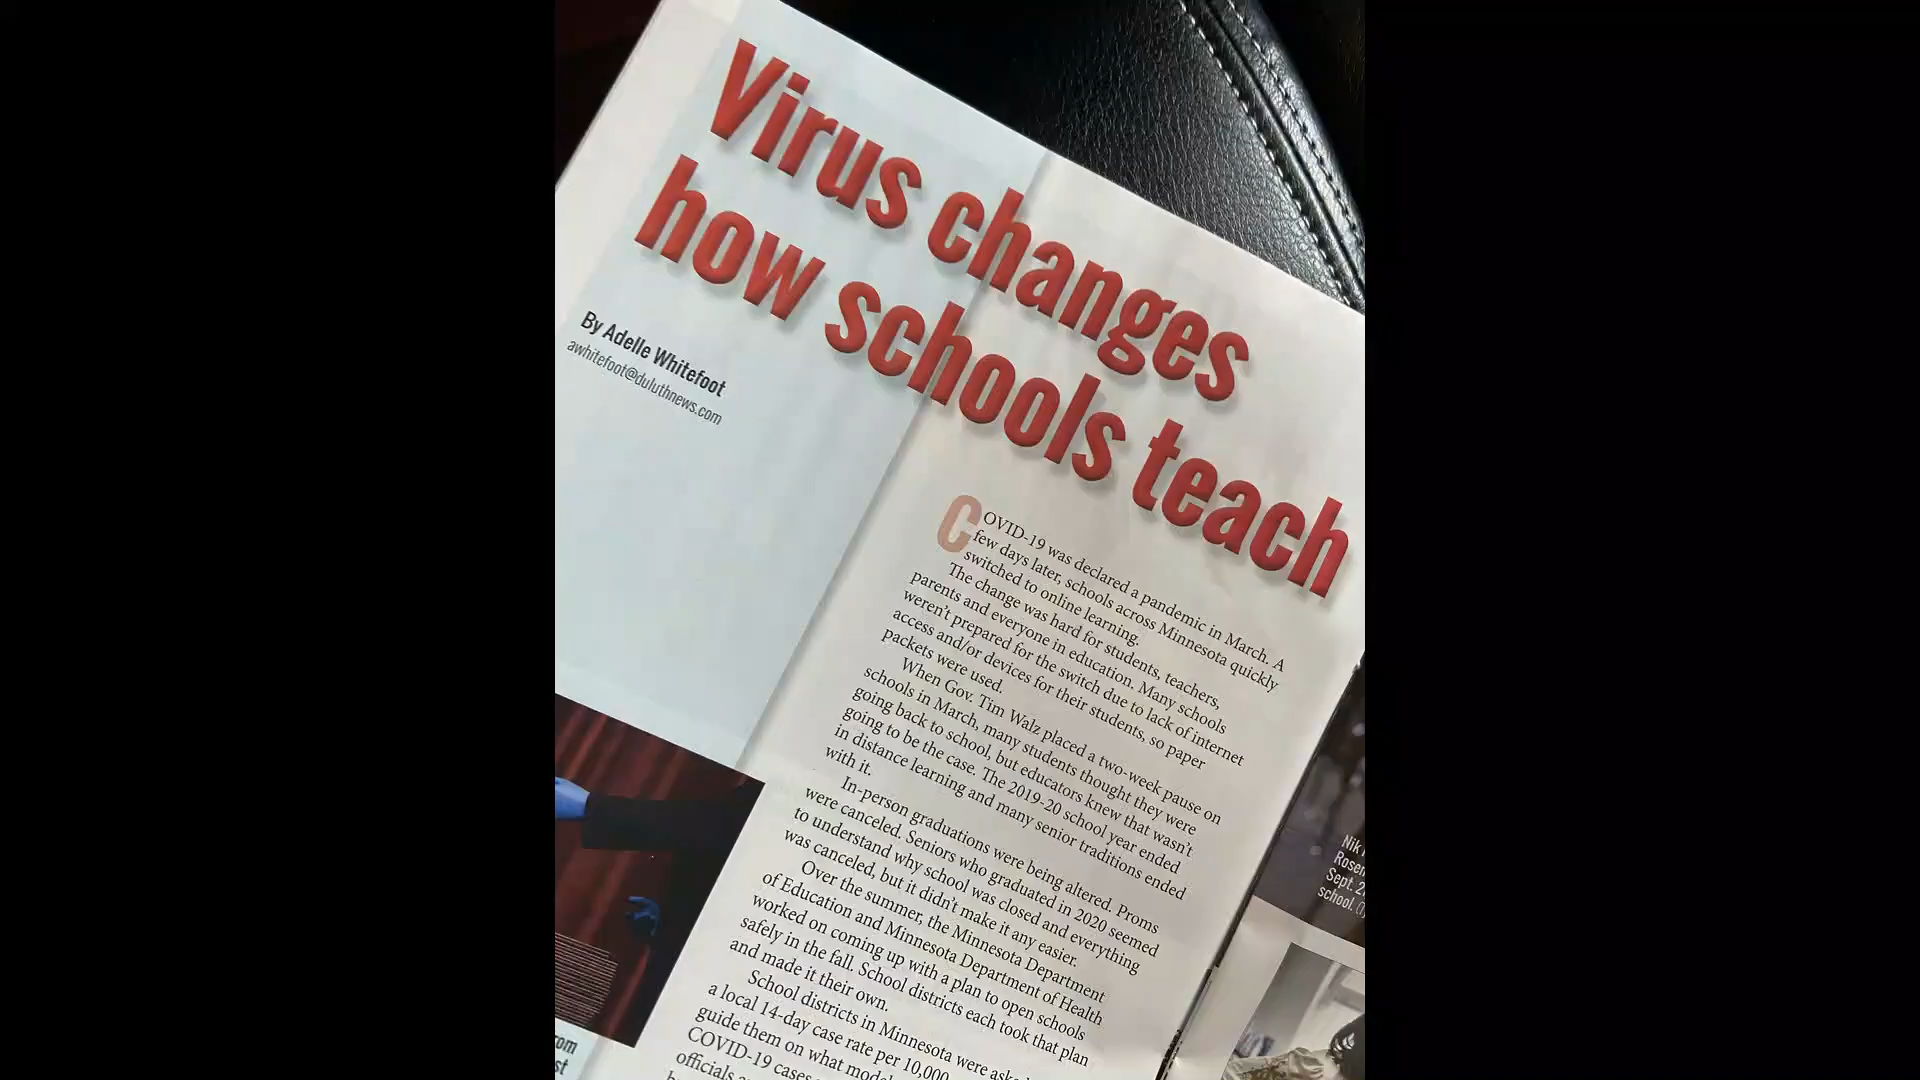 Virus changes
how schools teach
By Adelle Whitefoot
awhitefoot@duluthnews.com
COVID-19 was declared a pandemic in March. A
few days later, schools across Minnesota quickly
switched to online learning.
The change was hard for students, teachers,
parents and everyone in education. Many schools
weren't prepared for the switch due to lack of internet
access and/or devices for their students, so paper
packets were used.
When Gov. Tim Walz placed a two-week pause on
schools in March, many students thought they were
going back to school, but educators knew that wasn't
going to be the case. The 2019-20 school year ended
in distance learning and many senior traditions ended
with it.
In-person graduations were being altered. Proms
were canceled. Seniors who graduated in 2020 seemed
to understand why school was closed and everything
was canceled, but it didn't make it any easier.
Over the summer, the Minnesota Department
of Education and Minnesota Department of Health
worked on coming up with a plan to open schools
safely in the fall. School districts each took that plan
and made it their own.
School districts in Minnesota were
a local 14-day case rate per 10,000
guide them on what
COVID-19 cases
officials
Nik
Sept.
school.